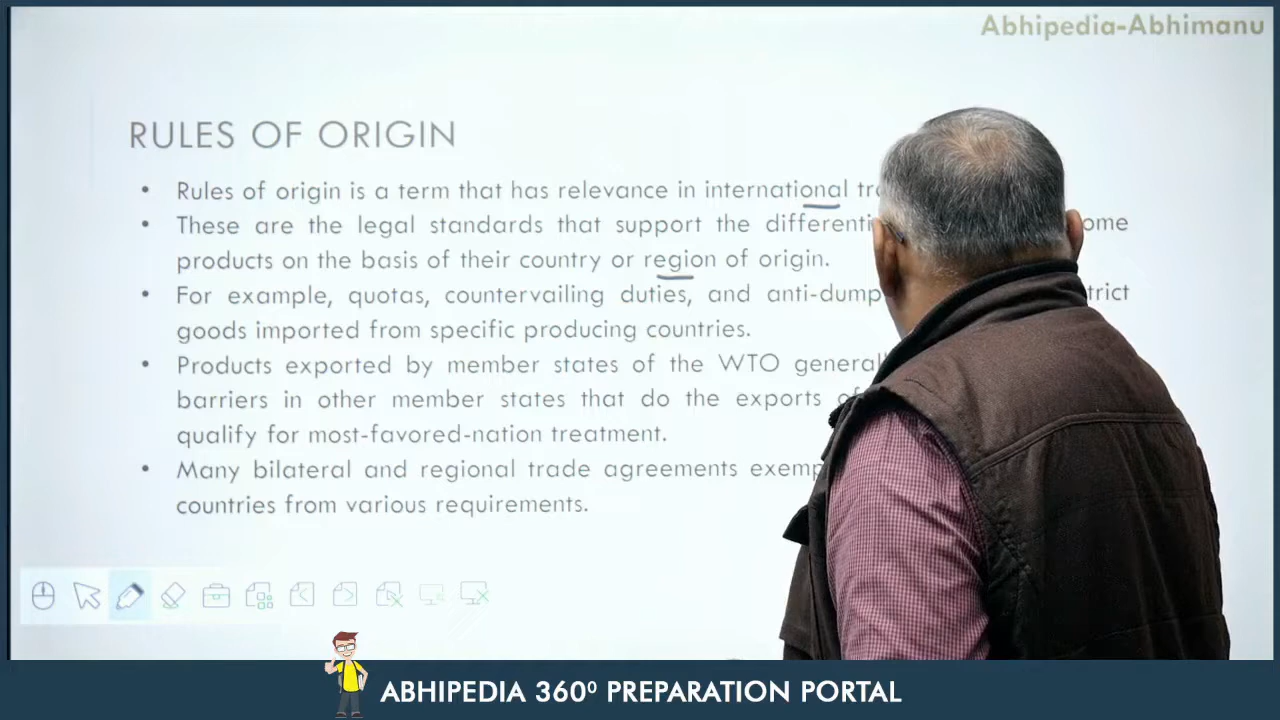 Abhipedia-Abhimanu
RULES OF ORIGIN
• Rules of origin is a term that has relevance in international
• These are the legal standards that support the
products on the basis of their country or region of origin.
• For example, quotas, countervailing duties, and
goods imported from specific producing countries.
• Products exported by member states of the WTO
barriers in other member states that do the exports
qualify for most-favored-nation treatment.
• Many bilateral and regional trade agreements
countries from various requirements.
ABHIPEDIA 360⁰ PREPARATION PORTAL